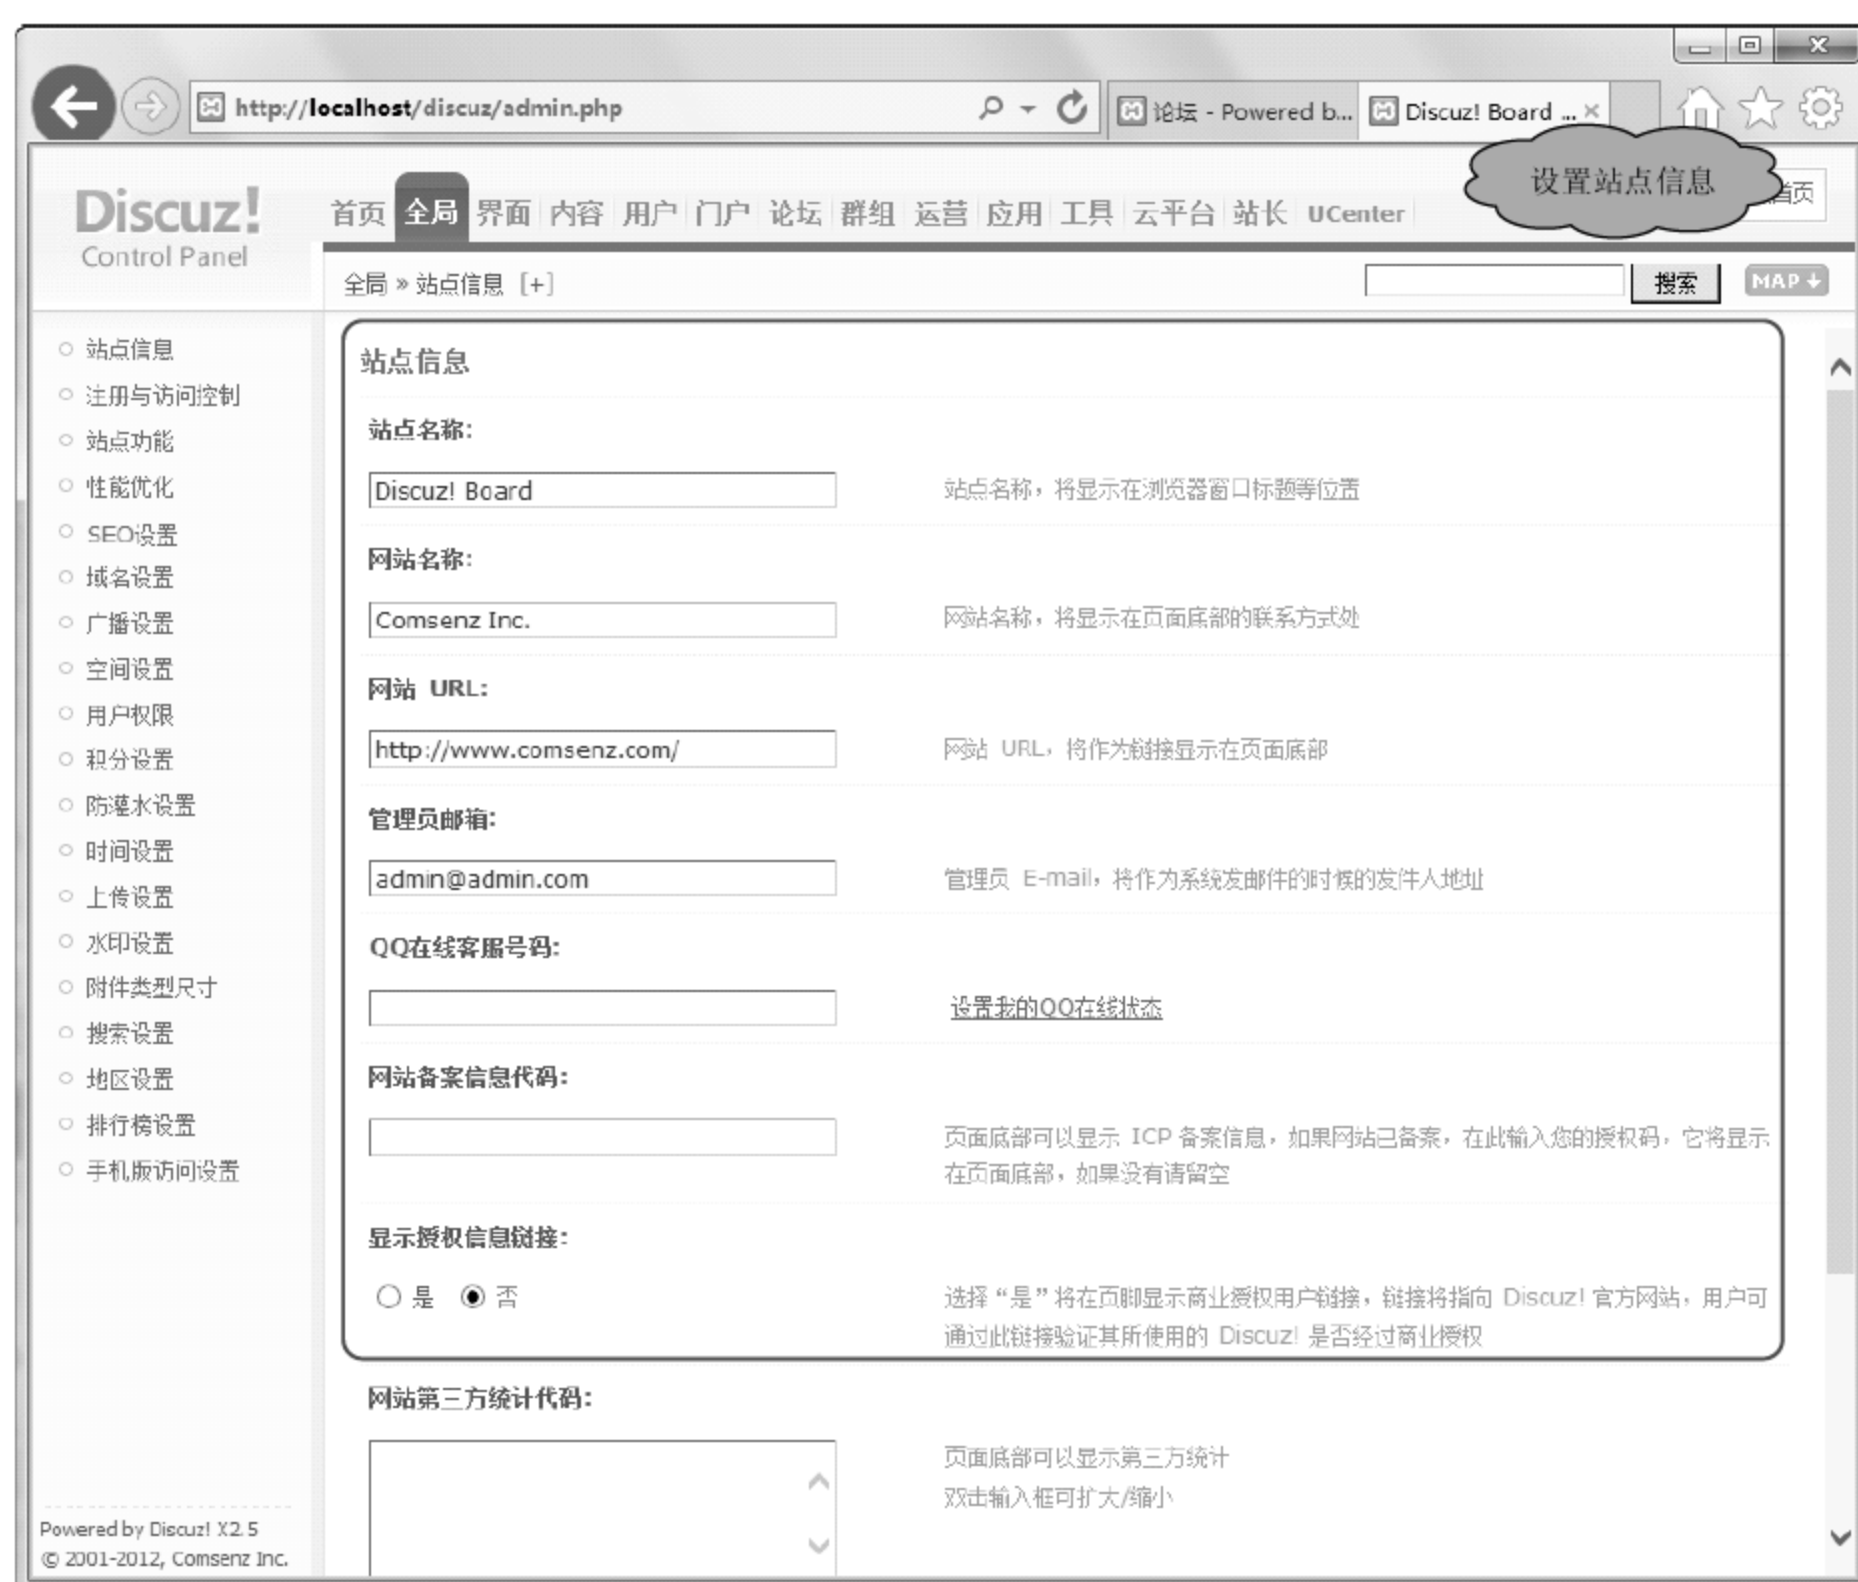 http://localhost/discuz/admin.php
论坛 - Powered b...
Discuz! Board ...
设置站点信息
首页
Discuz!
Control Panel
首页 全局 界面 内容 用户 门户 论坛 群组 运营 应用 工具 云平台 站长 UCenter
全局 » 站点信息 [+]
搜索
MAP
站点信息
注册与访问控制
站点功能
性能优化
SEO设置
域名设置
广播设置
空间设置
用户权限
积分设置
防灌水设置
时间设置
上传设置
水印设置
附件类型尺寸
搜索设置
地区设置
排行榜设置
手机版访问设置
Powered by Discuz! X2.5
© 2001-2012, Comsenz Inc.
站点信息
站点名称:
Discuz! Board
站点名称，将显示在浏览器窗口标题等位置
网站名称:
Comsenz Inc.
网站名称，将显示在页面底部的联系方式处
网站 URL:
http://www.comsenz.com/
网站 URL，将作为链接显示在页面底部
管理员邮箱:
admin@admin.com
管理员 E-mail，将作为系统发邮件的时候的发件人地址
QQ在线客服号码:
设置我的QQ在线状态
网站备案信息代码:
页面底部可以显示 ICP 备案信息，如果网站已备案，在此输入您的授权码，它将显示
在页面底部，如果没有请留空
显示授权信息链接:
是 否
选择“是”将在页脚显示商业授权用户链接，链接将指向 Discuz! 官方网站，用户可
通过此链接验证其所使用的 Discuz! 是否经过商业授权
网站第三方统计代码:
页面底部可以显示第三方统计
双击输入框可扩大/缩小